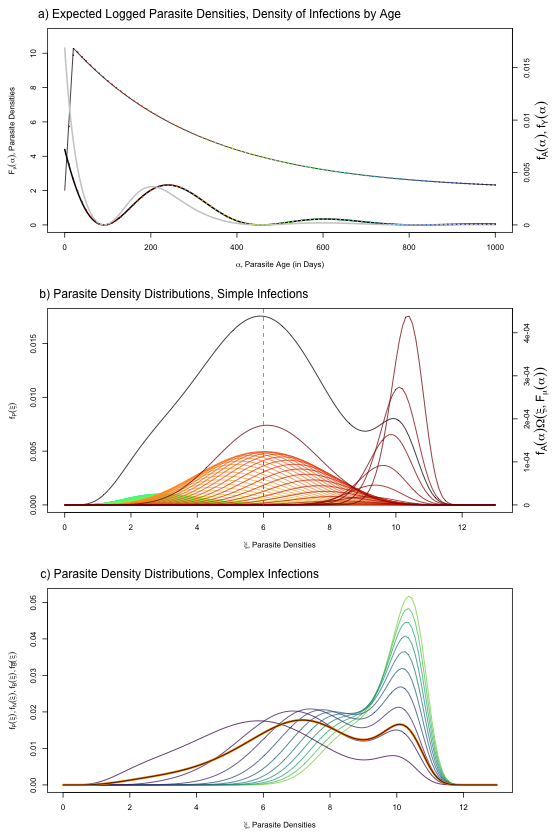 a) Expected Logged Parasite Densities, Density of Infections by Age
F_μ(α), Parasite Densities
0 2 4 6 8 10
0 0.005 0.010 0.015
f_A(α), f_Y(α)
0 200 400 600 800 1000
α, Parasite Age (in Days)
b) Parasite Density Distributions, Simple Infections
f_P(ξ)
0.000 0.005 0.010 0.015
0 1e-04 2e-04 3e-04 4e-04
f_A(α)Ω(ξ, F_μ(α))
0 2 4 6 8 10 12
ξ, Parasite Densities
c) Parasite Density Distributions, Complex Infections
0.00 0.01 0.02 0.03 0.04 0.05
0 2 4 6 8 10 12
ξ, Parasite Densities